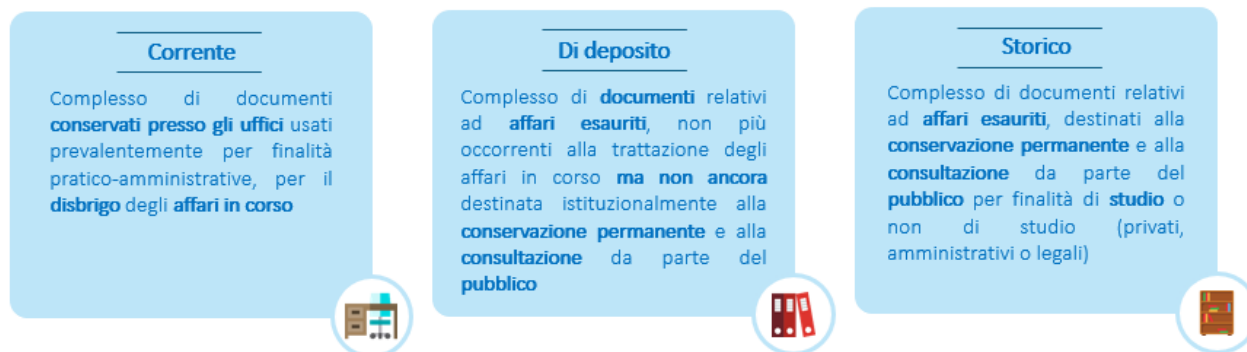 Corrente
Complesso di documenti
conservati presso gli uffici usati
prevalentemente per finalità
pratico-amministrative, per il
disbrigo degli affari in corso
Di deposito
Complesso di documenti relativi
ad affari esauriti, non più
occorrenti alla trattazione degli
affari in corso ma non ancora
destinata istituzionalmente alla
conservazione permanente e alla
consultazione da parte del
pubblico
Storico
Complesso di documenti relativi
ad affari esauriti, destinati alla
conservazione permanente e alla
consultazione da parte del
pubblico per finalità di studio o
non di studio (privati,
amministrativi o legali)